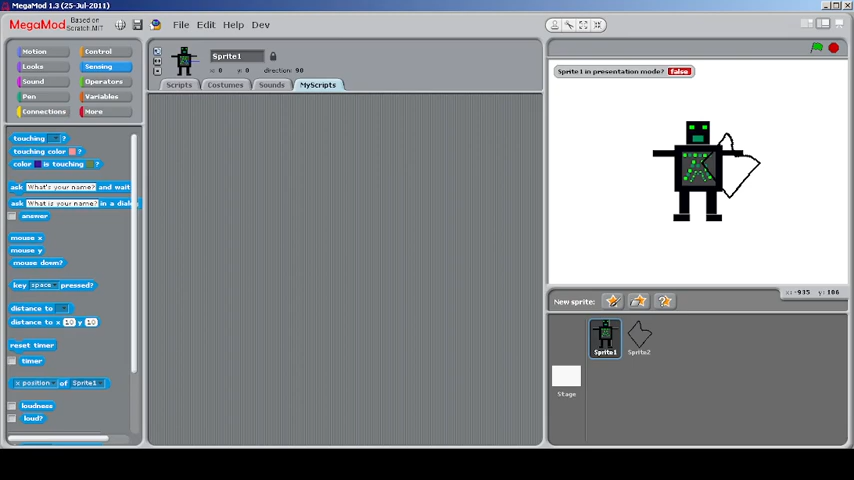 MegaMod 1.3 (25-Jul-2011)
MegaMod
Based on
Scratch
MIT
File Edit Help Dev
Motion Control
Looks Sensing
Sound Operators
Pen Variables
Connections More
Sprite1
x: 0 y: 0 direction: 90
Scripts Costumes Sounds MyScripts
Sprite1 in presentation mode? false
touching ?
touching color ?
color is touching ?
ask What's your name? and wait
ask What is your name? in a dialo
answer
mouse x
mouse y
mouse down?
key space pressed?
distance to
distance to x 10 y 10
reset timer
timer
x position of Sprite1
loudness
loud?
x: -935 y: 106
New sprite:
Sprite1 Sprite2
Stage